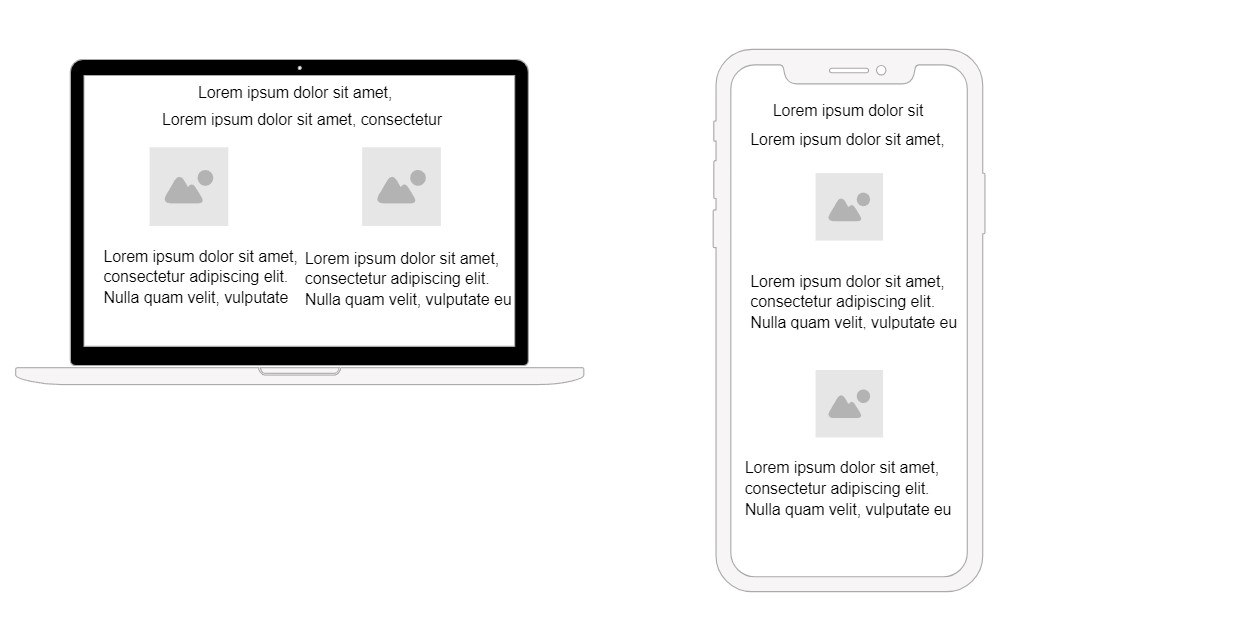 Lorem ipsum dolor sit amet,
Lorem ipsum dolor sit amet, consectetur
Lorem ipsum dolor sit amet,
consectetur adipiscing elit.
Nulla quam velit, vulputate
Lorem ipsum dolor sit amet,
consectetur adipiscing elit.
Nulla quam velit, vulputate eu
Lorem ipsum dolor sit
Lorem ipsum dolor sit amet,
Lorem ipsum dolor sit amet,
consectetur adipiscing elit.
Nulla quam velit, vulputate eu
Lorem ipsum dolor sit amet,
consectetur adipiscing elit.
Nulla quam velit, vulputate eu